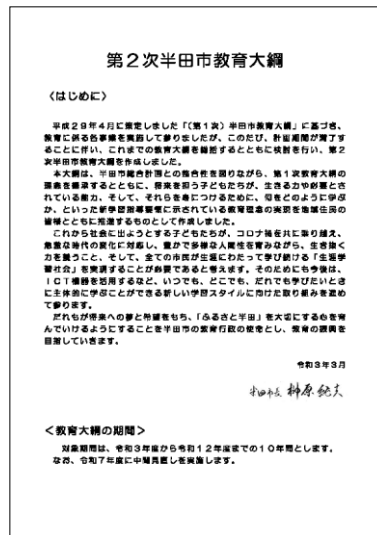 第2次半田市教育大綱
〈はじめに〉
平成29年4月に策定しました「(第1次)半田市教育大綱」に基づき、
教育に係る各事業を実践して参りましたが、このたび、計画期間が満了す
ることに伴い、これまでの教育大綱を総括するとともに検討を行い、第2
次半田市教育大綱を作成しました。
本大綱は、半田市総合計画との整合性を図りながら、第1次教育大綱の
理念を継承するとともに、将来を担う子どもたちが、生きる力や必要とさ
れている能力、そして、それらを身につけるために、何をどのように学ぶ
か、といった新学習指導要領に示されている教育理念の実現を地域住民の
皆様とともに推進するものとして作成しました。
これから社会に出ようとする子どもたちには、コロナ禍を共に乗り越え、
急激な時代の変化に対応し、豊かで多様な人間性を育みながら、生き抜く
力を養うこと、そして、全ての市民が生涯にわたって学び続ける「生涯学
習社会」を実現することが必要であると考えます。そのためにも今後は、
ICT機器を活用するなど、いつでも、どこでも、だれでも学びたいとき
に主体的に学ぶことができる新しい学習スタイルに向けた取り組みを進め
て参ります。
だれもが将来への夢と希望をもち、「ふるさと半田」を大切にする心を育
んでいけるようにすることを半田市の教育行政の使命とし、教育の振興を
目指していきます。
令和3年3月
半田市長 榊原純夫
＜教育大綱の期間＞
対象期間は、令和3年度から令和12年度までの10年間とします。
なお、令和7年度に中間見直しを実施します。